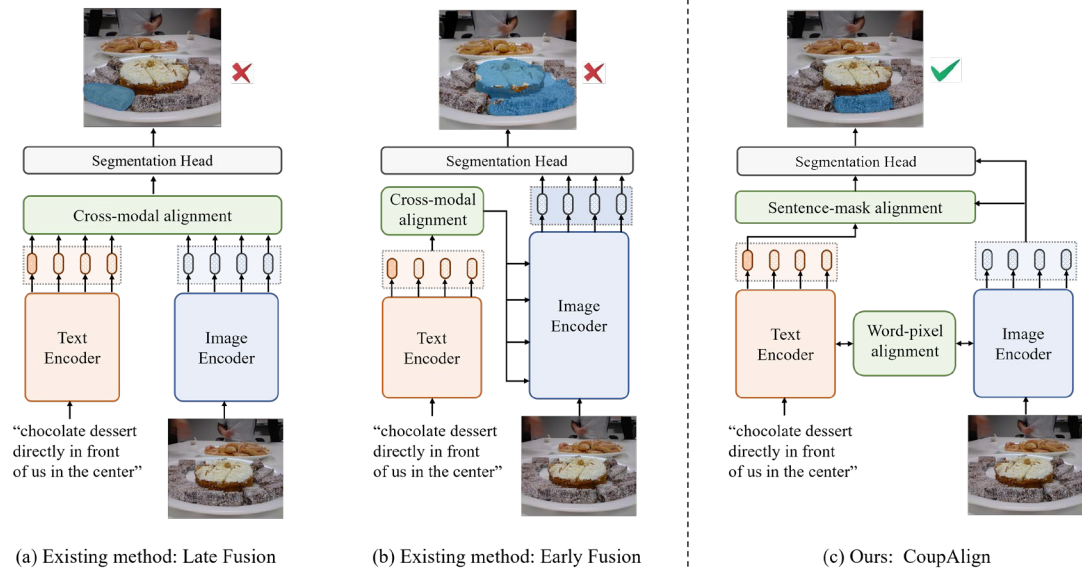 Segmentation Head
Cross-modal alignment
Text
Encoder
Image
Encoder
“chocolate dessert
directly in front
of us in the center”
(a) Existing method: Late Fusion
Segmentation Head
Cross-modal
alignment
Text
Encoder
Image
Encoder
“chocolate dessert
directly in front
of us in the center”
(b) Existing method: Early Fusion
Segmentation Head
Sentence-mask alignment
Text
Encoder
Word-pixel
alignment
Image
Encoder
“chocolate dessert
directly in front
of us in the center”
(c) Ours: CoupAlign